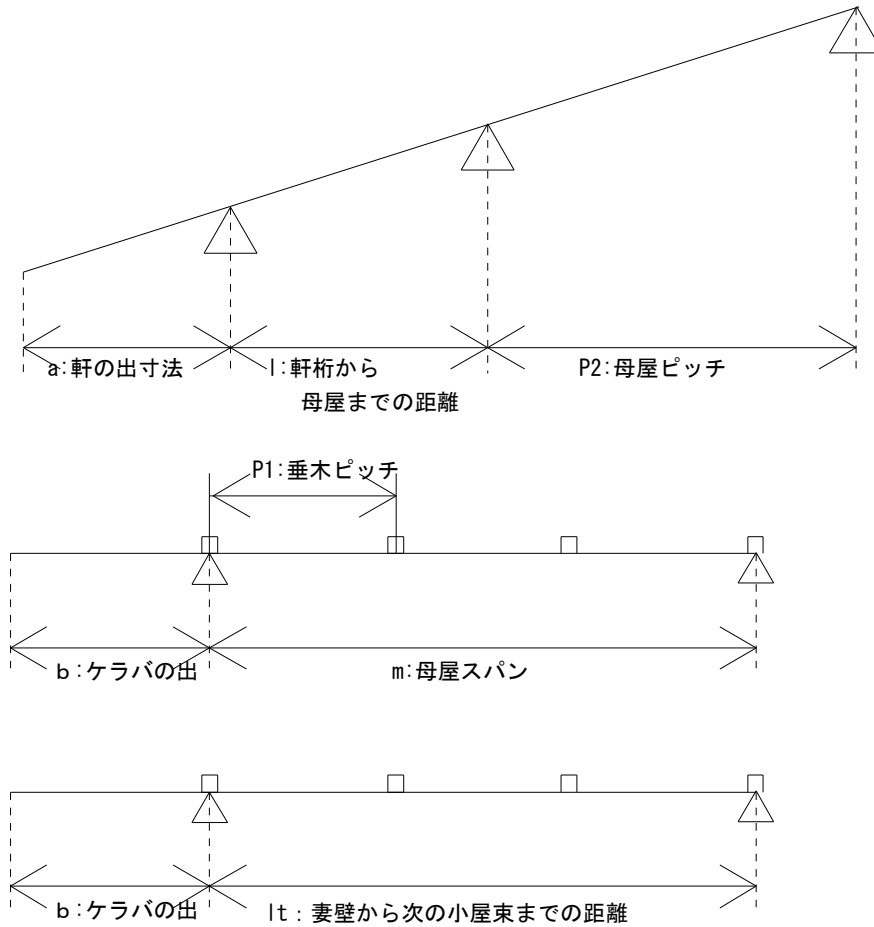 a:軒の出寸法
l:軒桁から
母屋までの距離
P2:母屋ピッチ
P1:垂木ピッチ
b:ケラバの出
m:母屋スパン
b:ケラバの出
lt:妻壁から次の小屋束までの距離